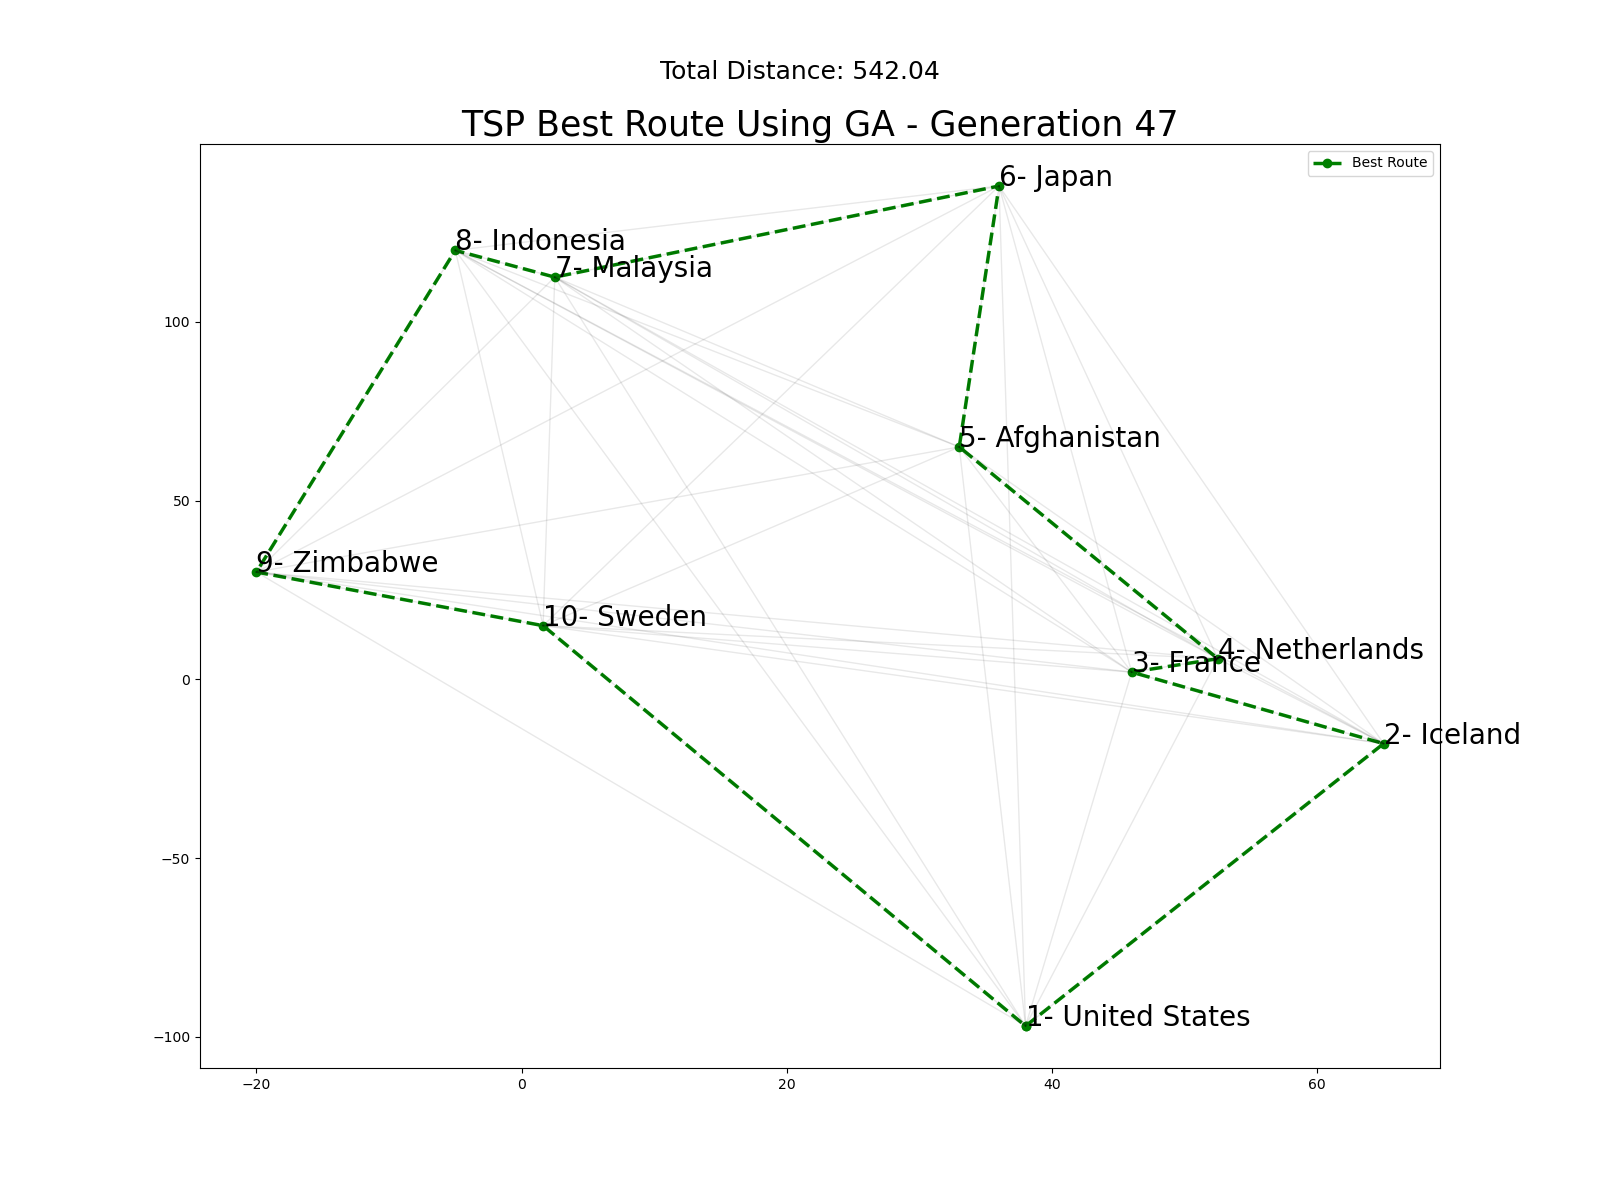 Total Distance: 542.04
TSP Best Route Using GA - Generation 47
Best Route
6- Japan
8- Indonesia
7- Malaysia
100
5- Afghanistan
50
9- Zimbabwe
10- Sweden
4- Netherlands
3- France
0
2- Iceland
−50
1- United States
−100
−20 0 20 40 60